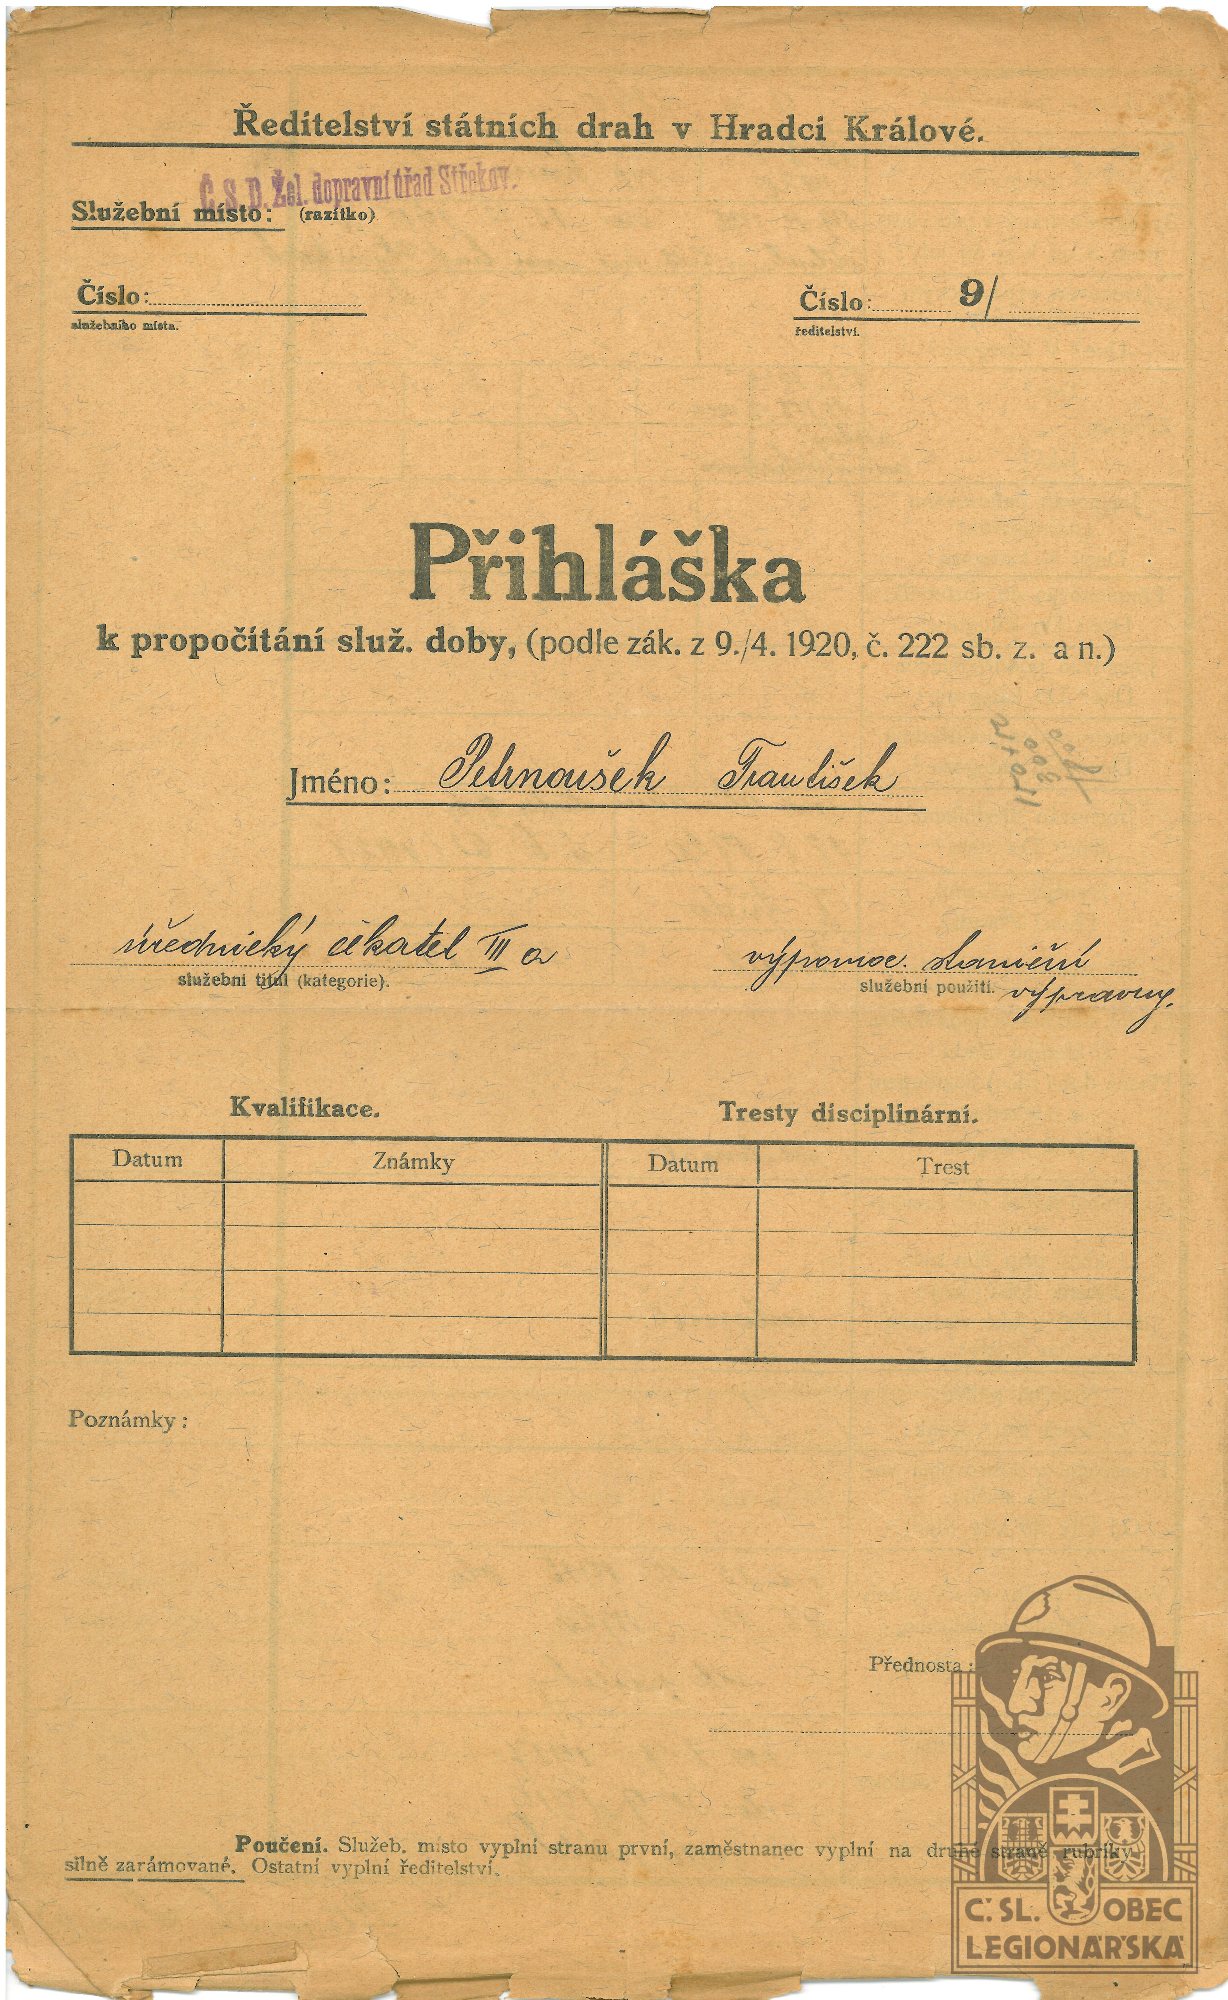 Ředitelství státních drah v Hradci Králové.
Č. S. D. Žel. dopravní úřad Střekov.
Služební místo: (razítko)
Číslo:
služebního místa.
Číslo: 9/
ředitelství.
Přihláška
k propočítání služ. doby, (podle zák. z 9./4. 1920, č. 222 sb. z. a n.)
Jméno: Petrnoušek František
úřednický čekatel III a
služební titul (kategorie).
výpomoc. staniční
služební použití. výpravny.
Kvalifikace.
Tresty disciplinární.
Datum Známky Datum Trest
Poznámky:
Přednosta:
Poučení. Služeb. místo vyplní stranu první, zaměstnanec vyplní na druhé straně rubriky
silně zarámované. Ostatní vyplní ředitelství.
Č. SL. OBEC
LEGIONÁŘSKÁ